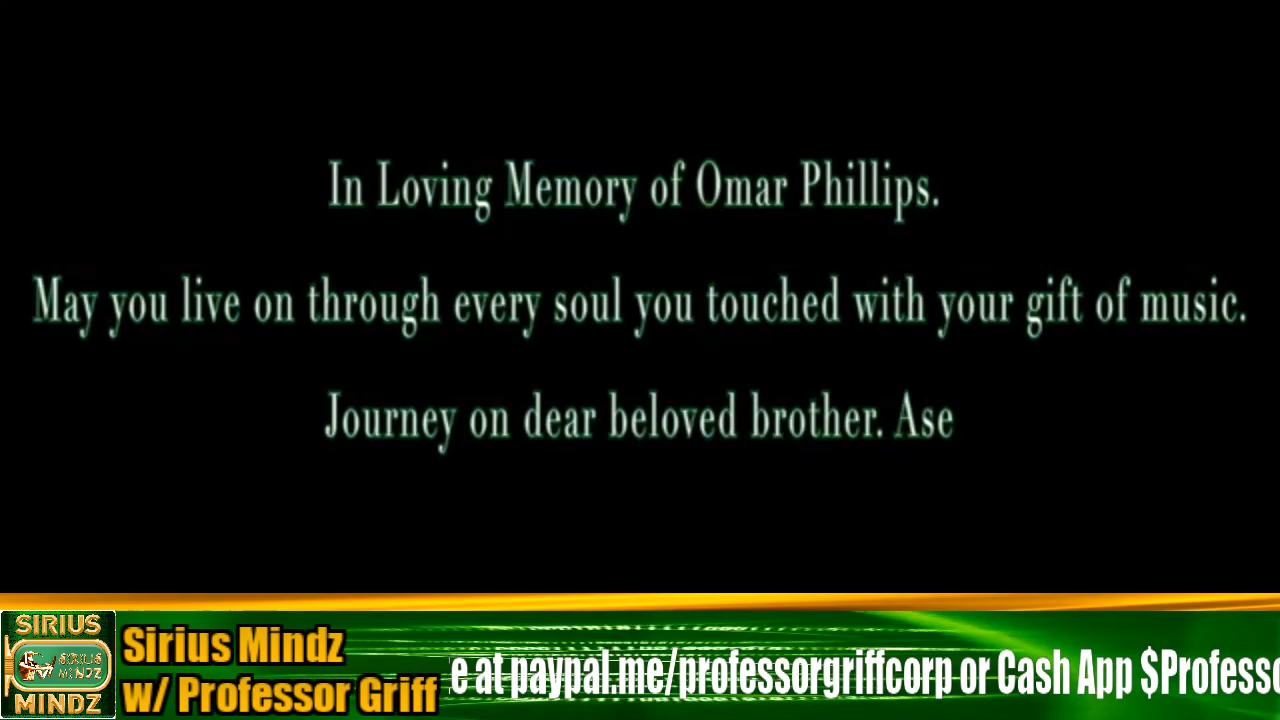 In Loving Memory of Omar Phillips.
May you live on through every soul you touched with your gift of music.
Journey on dear beloved brother. Ase
SIRIUS
SIRIUS
MINDZ
MINDZ
Sirius Mindz
w/ Professor Griff
e at paypal.me/professorgriffcorp or Cash App $Professo